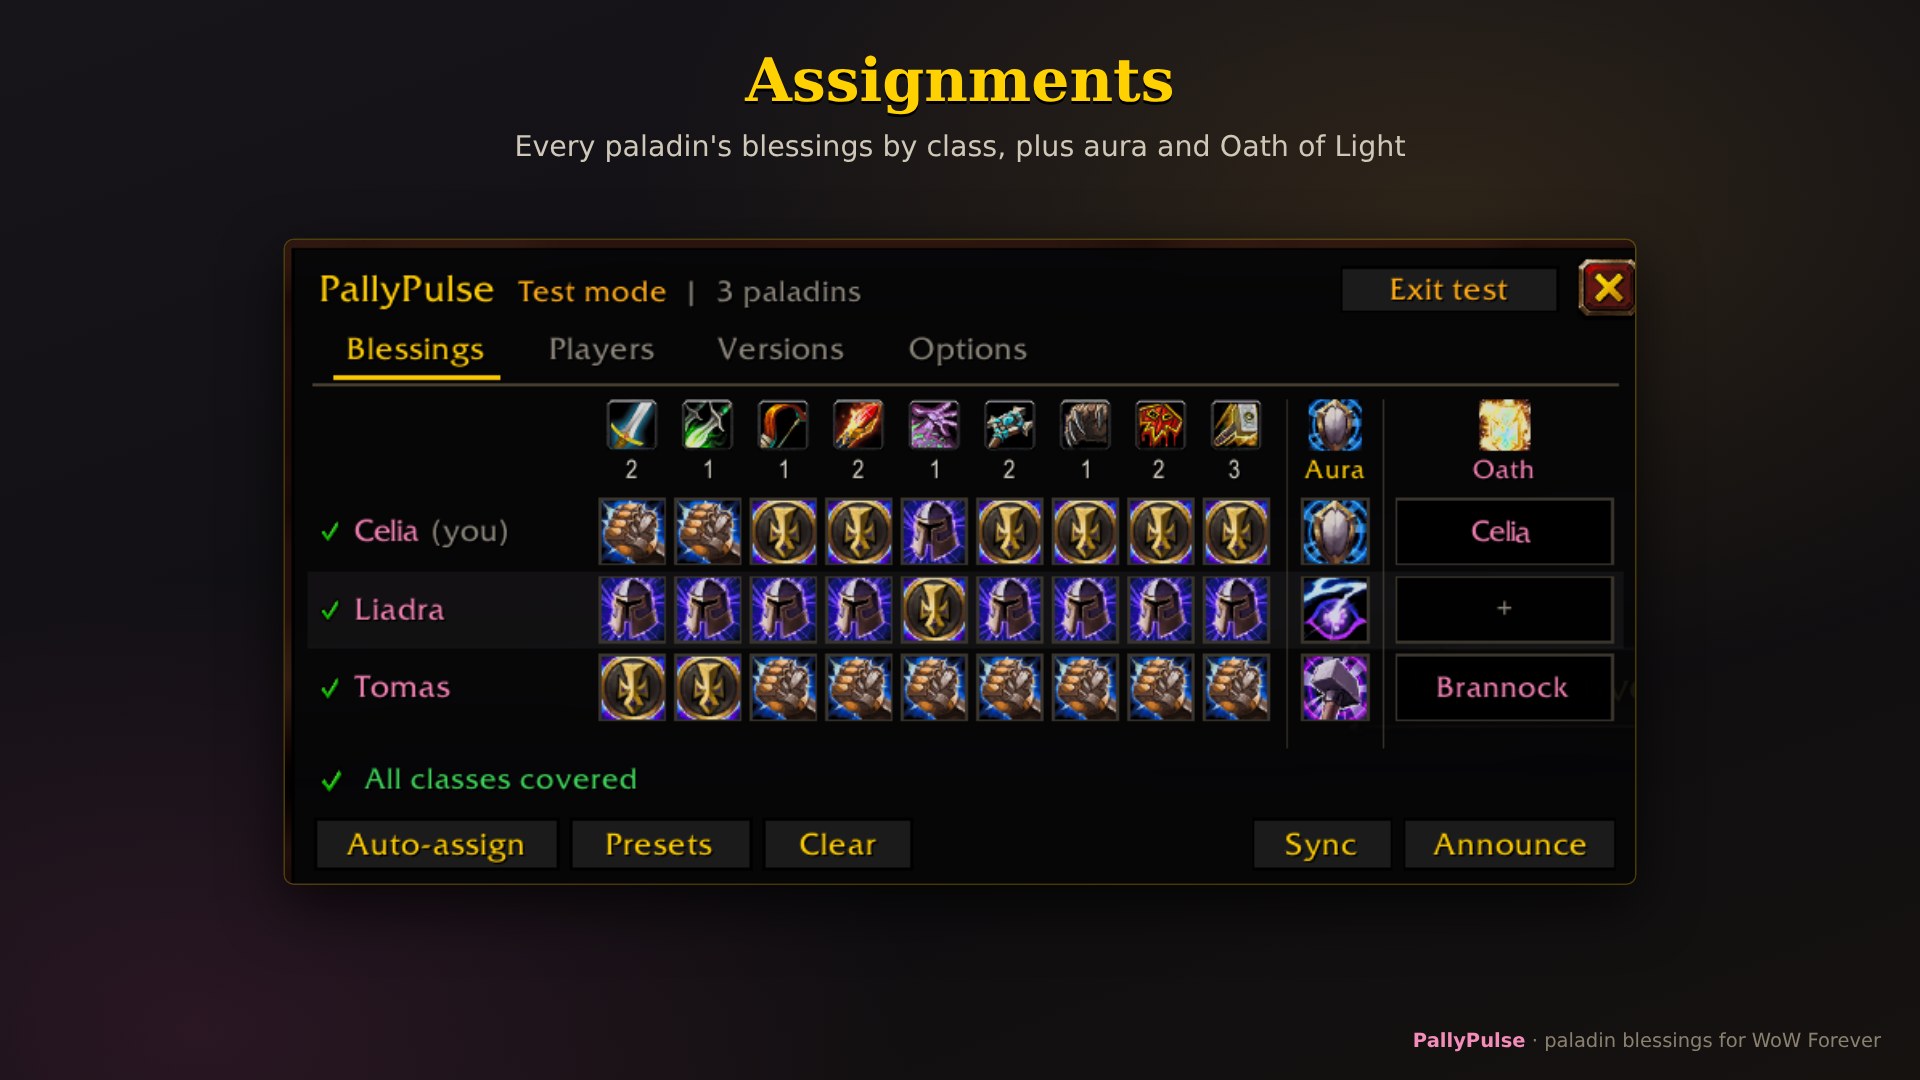 Assignments
Every paladin's blessings by class, plus aura and Oath of Light
PallyPulse Test mode | 3 paladins Exit test
Blessings Players Versions Options
2 1 1 2 1 2 1 2 3 Aura Oath
Celia (you) Celia
Liadra +
Tomas Brannock
All classes covered
Auto-assign Presets Clear Sync Announce
PallyPulse · paladin blessings for WoW Forever